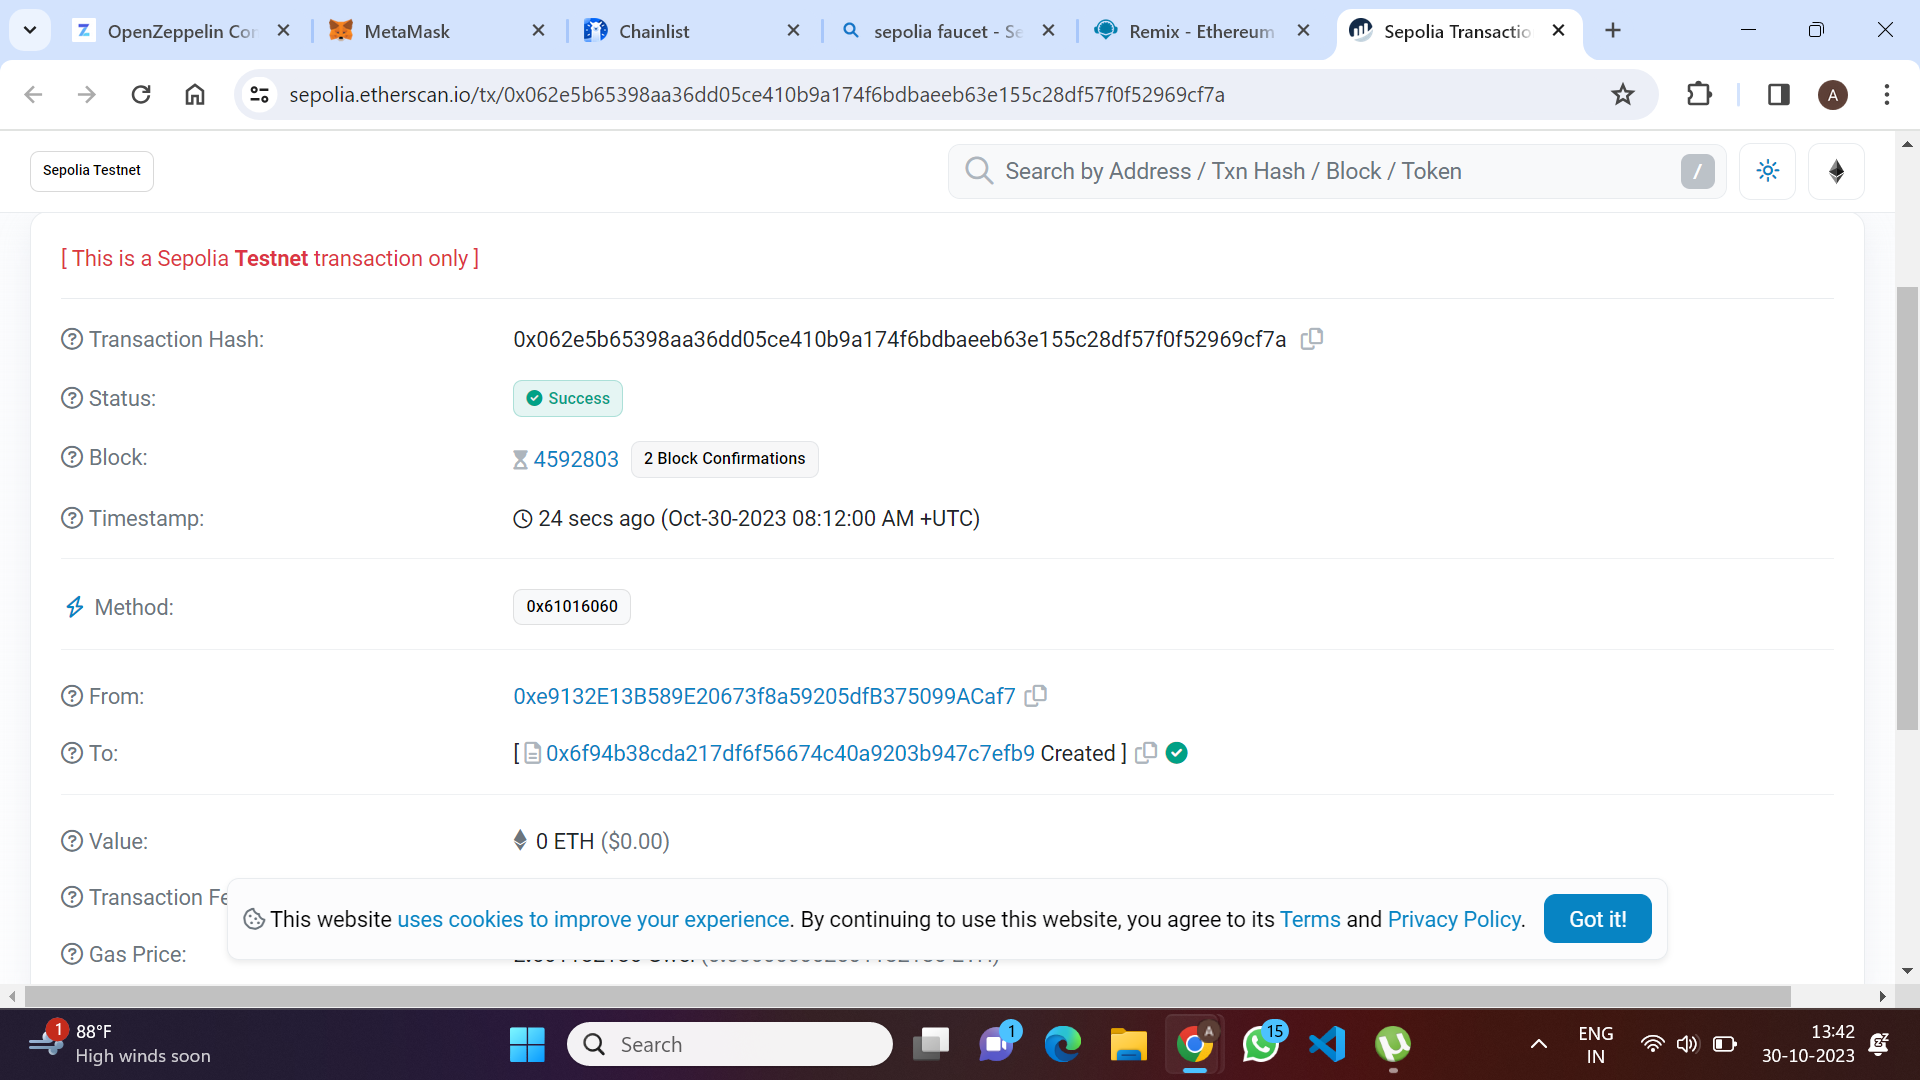 OpenZeppelin Con
MetaMask
Chainlist
sepolia faucet - Se
Remix - Ethereum
Sepolia Transactio
sepolia.etherscan.io/tx/0x062e5b65398aa36dd05ce410b9a174f6bdbaeeb63e155c28df57f0f52969cf7a
A
Sepolia Testnet
Search by Address / Txn Hash / Block / Token
/
[ This is a Sepolia Testnet transaction only ]
Transaction Hash:
0x062e5b65398aa36dd05ce410b9a174f6bdbaeeb63e155c28df57f0f52969cf7a
Status:
Success
Block:
4592803
2 Block Confirmations
Timestamp:
24 secs ago (Oct-30-2023 08:12:00 AM +UTC)
Method:
0x61016060
From:
0xe9132E13B589E20673f8a59205dfB375099ACaf7
To:
[ 0x6f94b38cda217df6f56674c40a9203b947c7efb9 Created ]
Value:
0 ETH ($0.00)
Transaction Fe
This website uses cookies to improve your experience. By continuing to use this website, you agree to its Terms and Privacy Policy.
Got it!
Gas Price:
1
88°F
High winds soon
Search
1
A
15
ENG
IN
13:42
30-10-2023